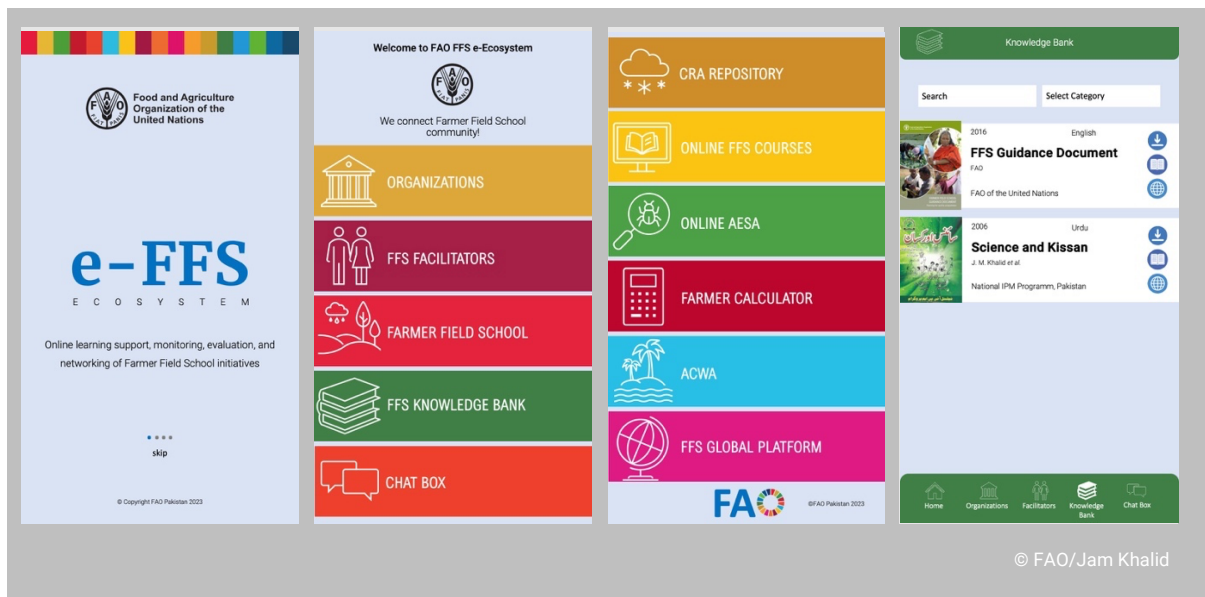 Food and Agriculture
Organization of the
United Nations
e-FFS
ECOSYSTEM
Online learning support, monitoring, evaluation, and
networking of Farmer Field School initiatives
skip
© Copyright FAO Pakistan 2023
Welcome to FAO FFS e-Ecosystem
We connect Farmer Field School
community!
ORGANIZATIONS
FFS FACILITATORS
FARMER FIELD SCHOOL
FFS KNOWLEDGE BANK
CHAT BOX
CRA REPOSITORY
ONLINE FFS COURSES
ONLINE AESA
FARMER CALCULATOR
ACWA
FFS GLOBAL PLATFORM
FAO
©FAO Pakistan 2023
Knowledge Bank
Search
Select Category
2016 English
FFS Guidance Document
FAO
FAO of the United Nations
2006 Urdu
Science and Kissan
J. M. Khalid et al.
National IPM Programm, Pakistan
Home
Organizations
Facilitators
Knowledge
Bank
Chat Box
© FAO/Jam Khalid